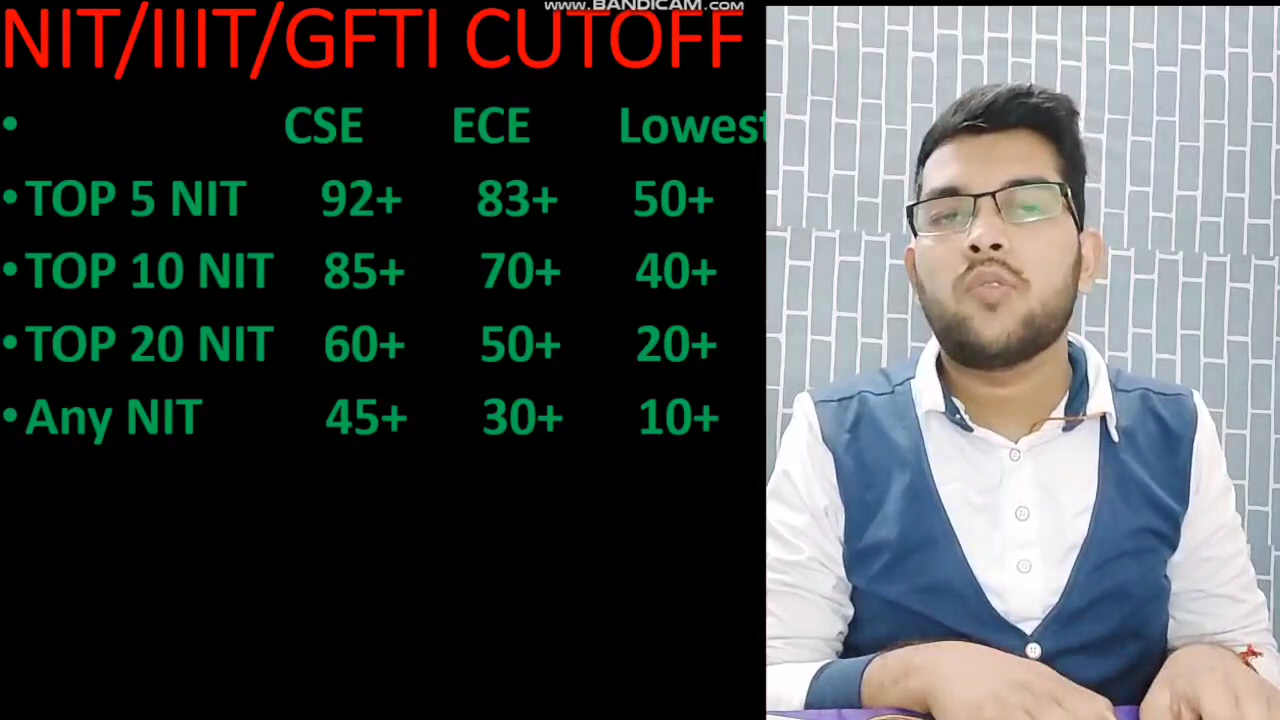 WWW.BANDICAM.COM
NIT/IIIT/GFTI CUTOFF
• CSE ECE Lowest
• TOP 5 NIT 92+ 83+ 50+
• TOP 10 NIT 85+ 70+ 40+
• TOP 20 NIT 60+ 50+ 20+
• Any NIT 45+ 30+ 10+